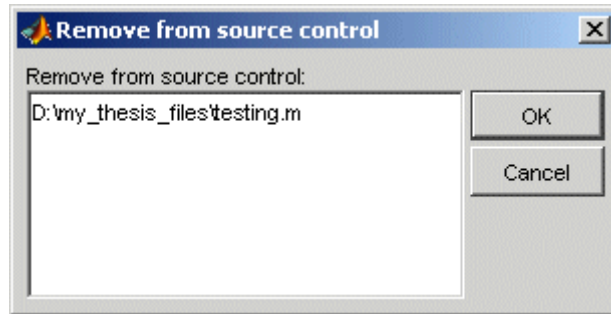 Remove from source control
Remove from source control:
D:\my_thesis_files\testing.m
OK
Cancel